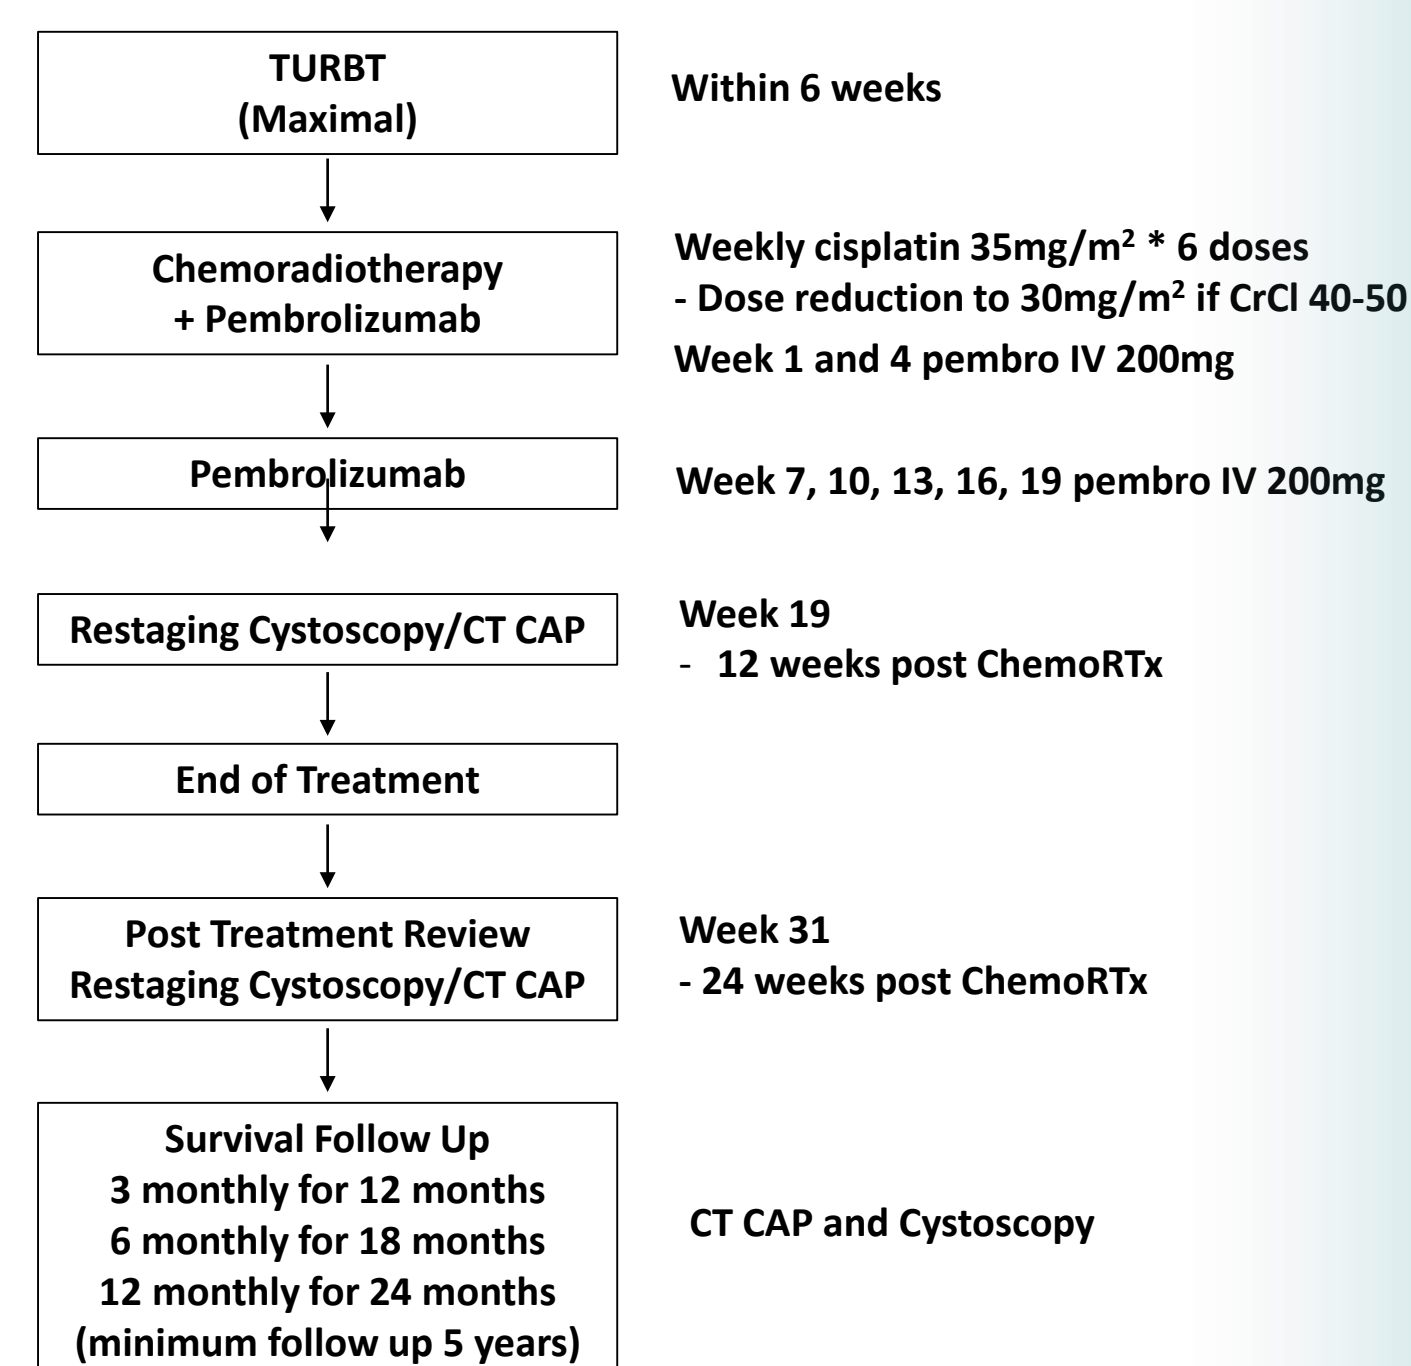 TURBT
(Maximal)
Within 6 weeks
Chemoradiotherapy
+ Pembrolizumab
Weekly cisplatin 35mg/m² * 6 doses
- Dose reduction to 30mg/m² if CrCl 40-50
Week 1 and 4 pembro IV 200mg
Pembrolizumab
Week 7, 10, 13, 16, 19 pembro IV 200mg
Restaging Cystoscopy/CT CAP
Week 19
- 12 weeks post ChemoRTx
End of Treatment
Post Treatment Review
Restaging Cystoscopy/CT CAP
Week 31
- 24 weeks post ChemoRTx
Survival Follow Up
3 monthly for 12 months
6 monthly for 18 months
12 monthly for 24 months
(minimum follow up 5 years)
CT CAP and Cystoscopy